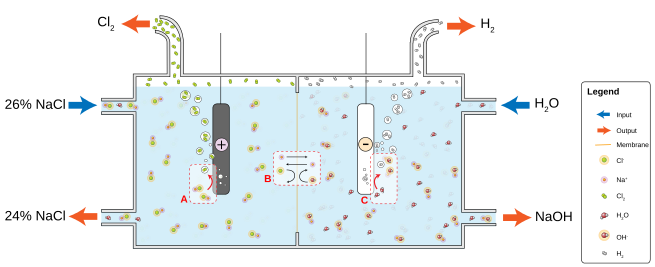 Cl₂
H₂
26% NaCl
H₂O
A
B
C
+
−
24% NaCl
NaOH
Legend
Input
Output
Membrane
Cl⁻
Na⁺
Cl₂
H₂O
OH⁻
H₂